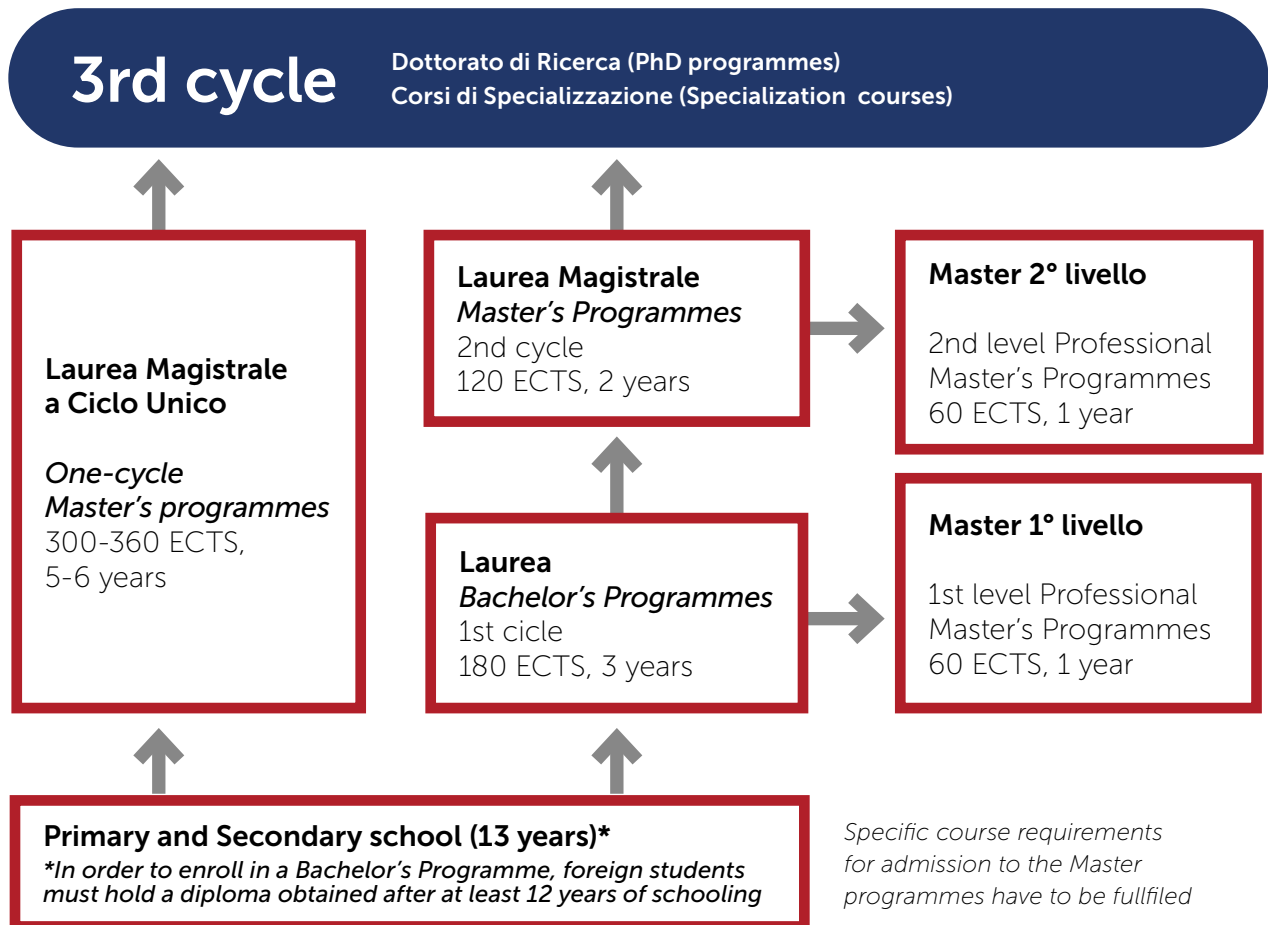 3rd cycle
Dottorato di Ricerca (PhD programmes)
Corsi di Specializzazione (Specialization courses)
Laurea Magistrale
a Ciclo Unico
One-cycle
Master's programmes
300-360 ECTS,
5-6 years
Laurea Magistrale
Master's Programmes
2nd cycle
120 ECTS, 2 years
Master 2° livello
2nd level Professional
Master's Programmes
60 ECTS, 1 year
Laurea
Bachelor's Programmes
1st cicle
180 ECTS, 3 years
Master 1° livello
1st level Professional
Master's Programmes
60 ECTS, 1 year
Primary and Secondary school (13 years)*
*In order to enroll in a Bachelor's Programme, foreign students
must hold a diploma obtained after at least 12 years of schooling
Specific course requirements
for admission to the Master
programmes have to be fullfiled